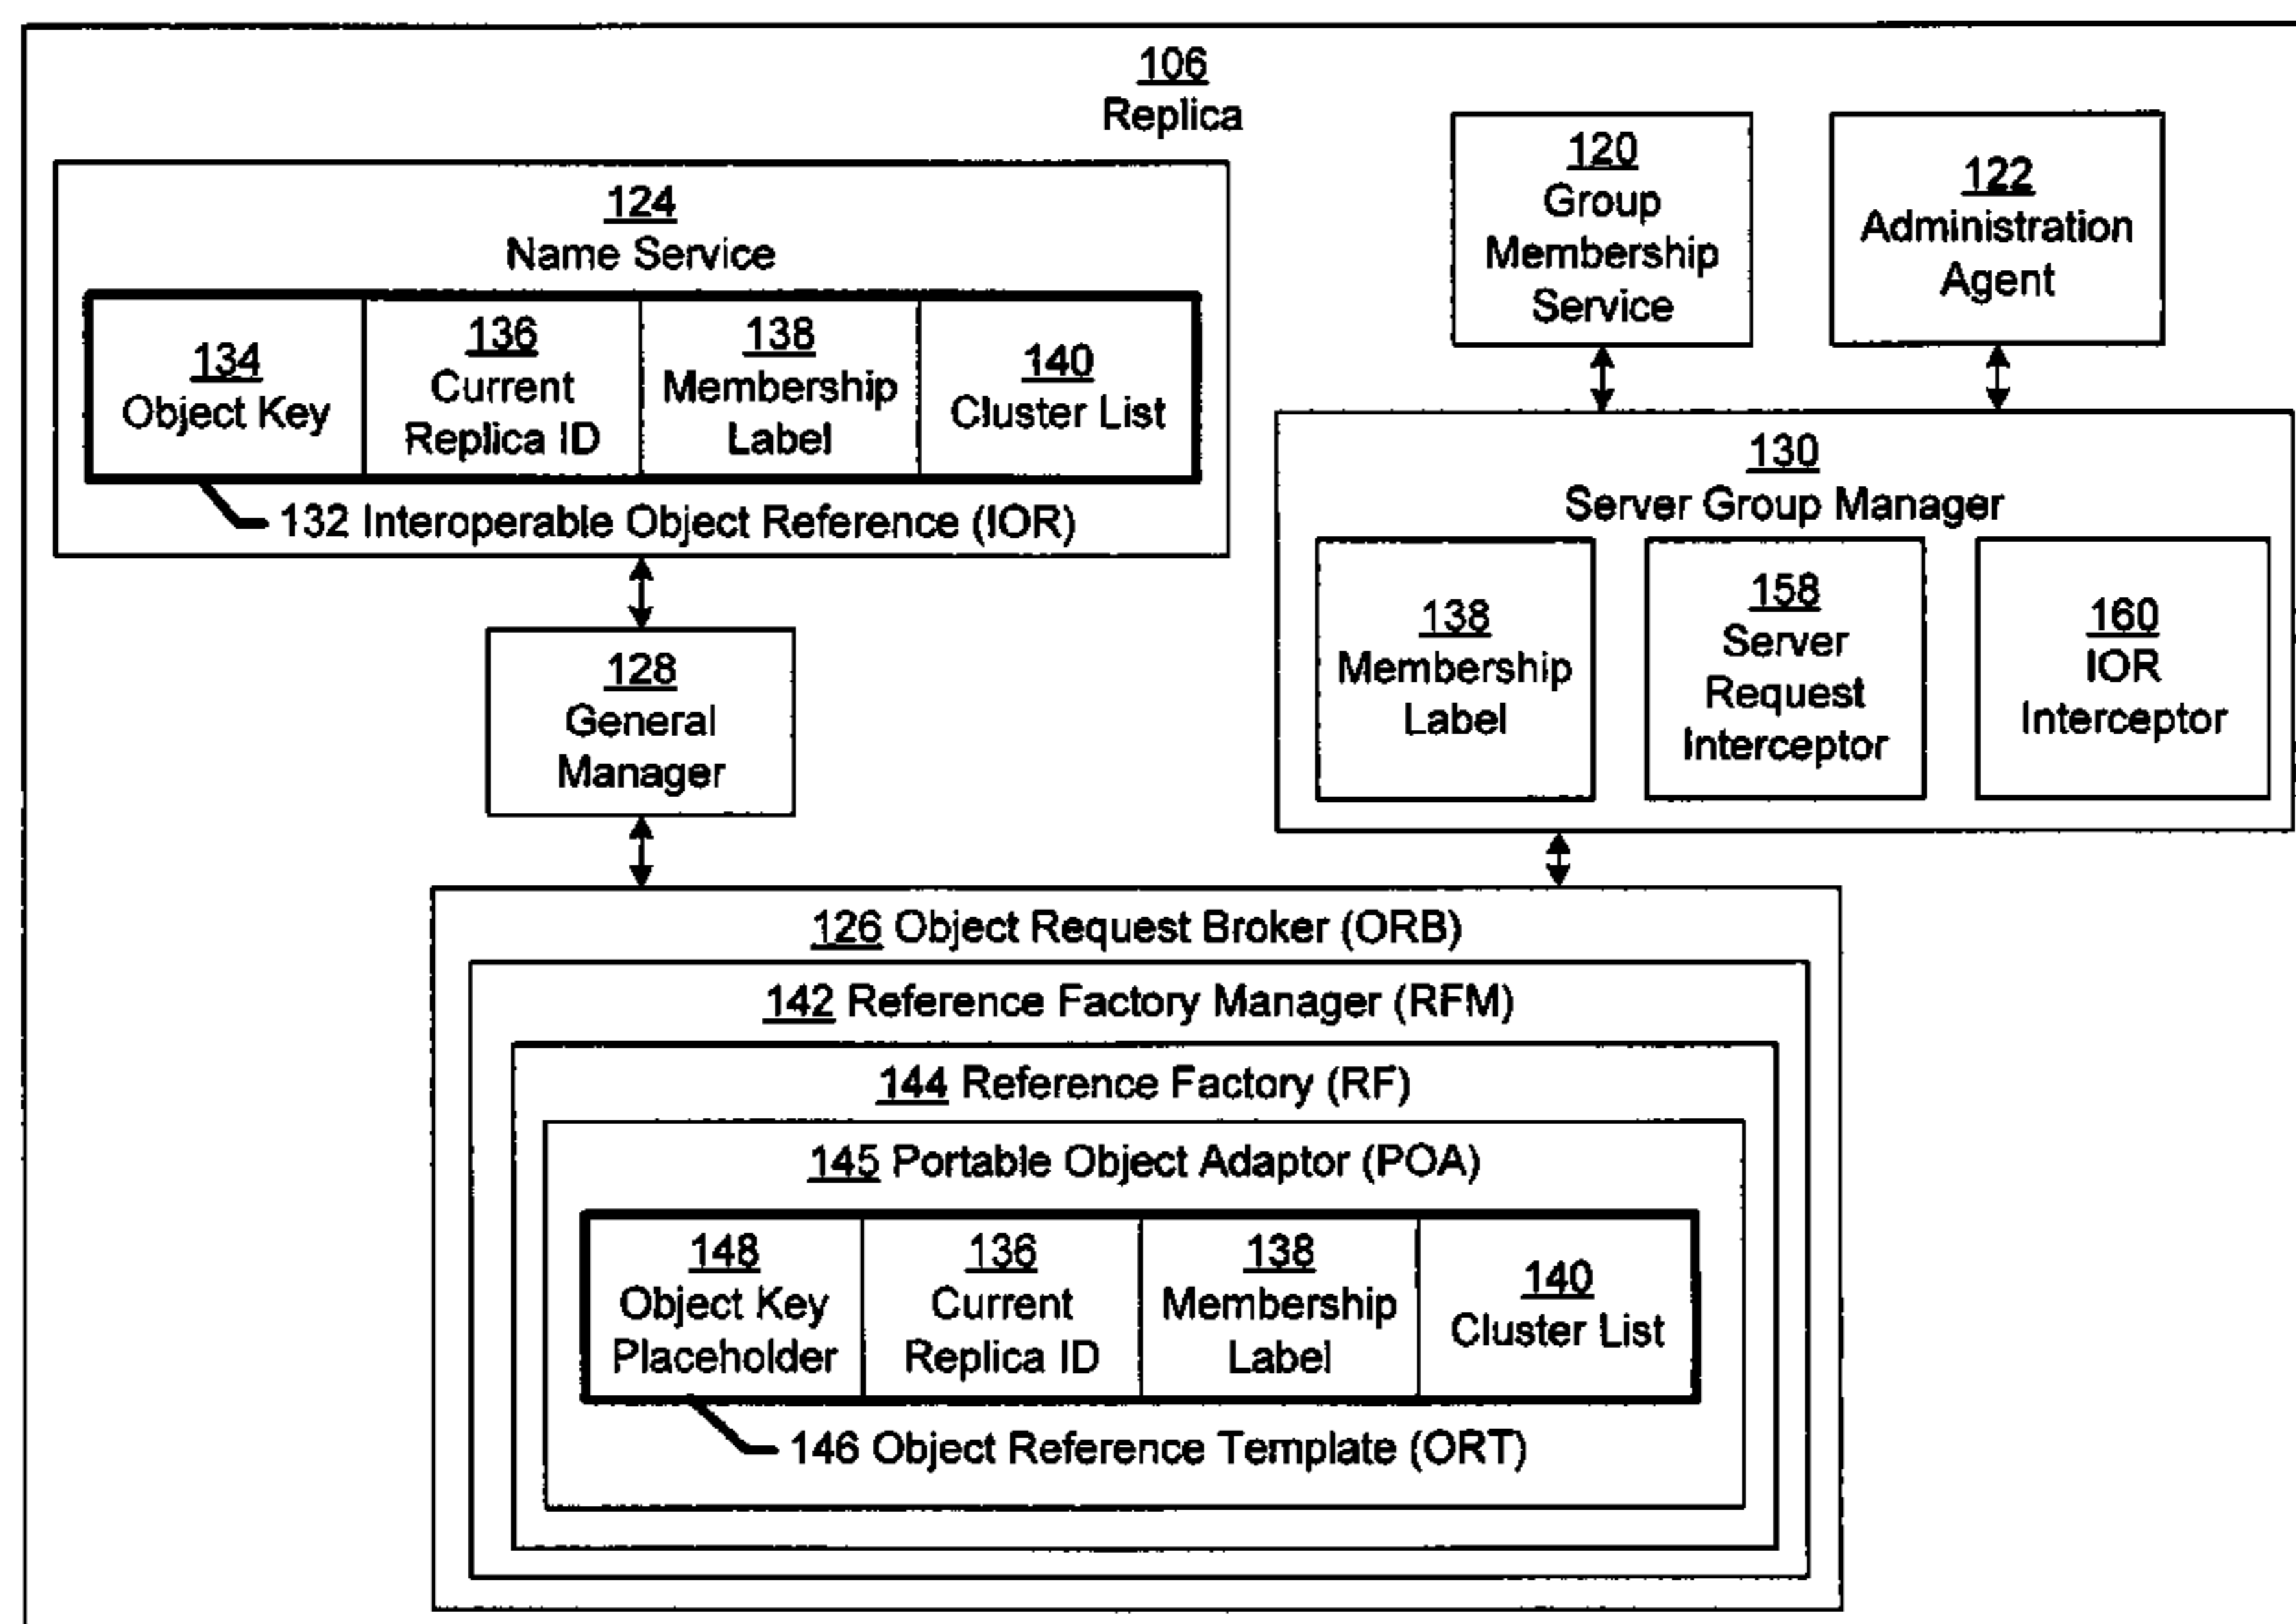 106
Replica
124
Name Service
134
Object Key
136
Current
Replica ID
138
Membership
Label
140
Cluster List
132 Interoperable Object Reference (IOR)
120
Group
Membership
Service
122
Administration
Agent
130
Server Group Manager
138
Membership
Label
158
Server
Request
Interceptor
160
IOR
Interceptor
128
General
Manager
126 Object Request Broker (ORB)
142 Reference Factory Manager (RFM)
144 Reference Factory (RF)
145 Portable Object Adaptor (POA)
148
Object Key
Placeholder
136
Current
Replica ID
138
Membership
Label
140
Cluster List
146 Object Reference Template (ORT)